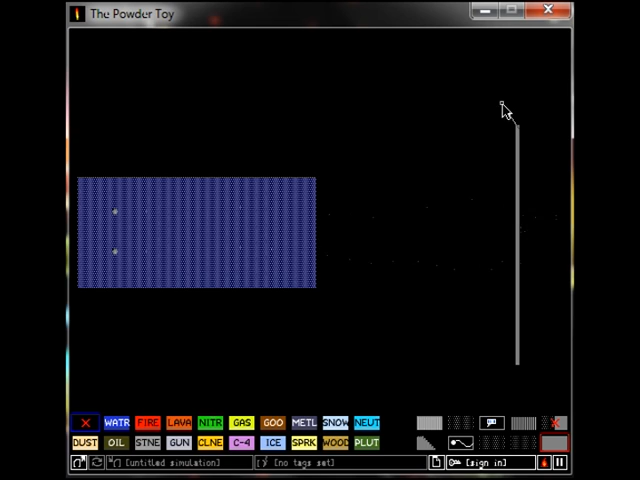 The Powder Toy
WATR FIRE LAVA NITR GAS GOO METL SNOW NEUT
DUST OIL STNE GUN CLNE C-4 ICE SPRK WOOD PLUT
[untitled simulation] [no tags set] [sign in]